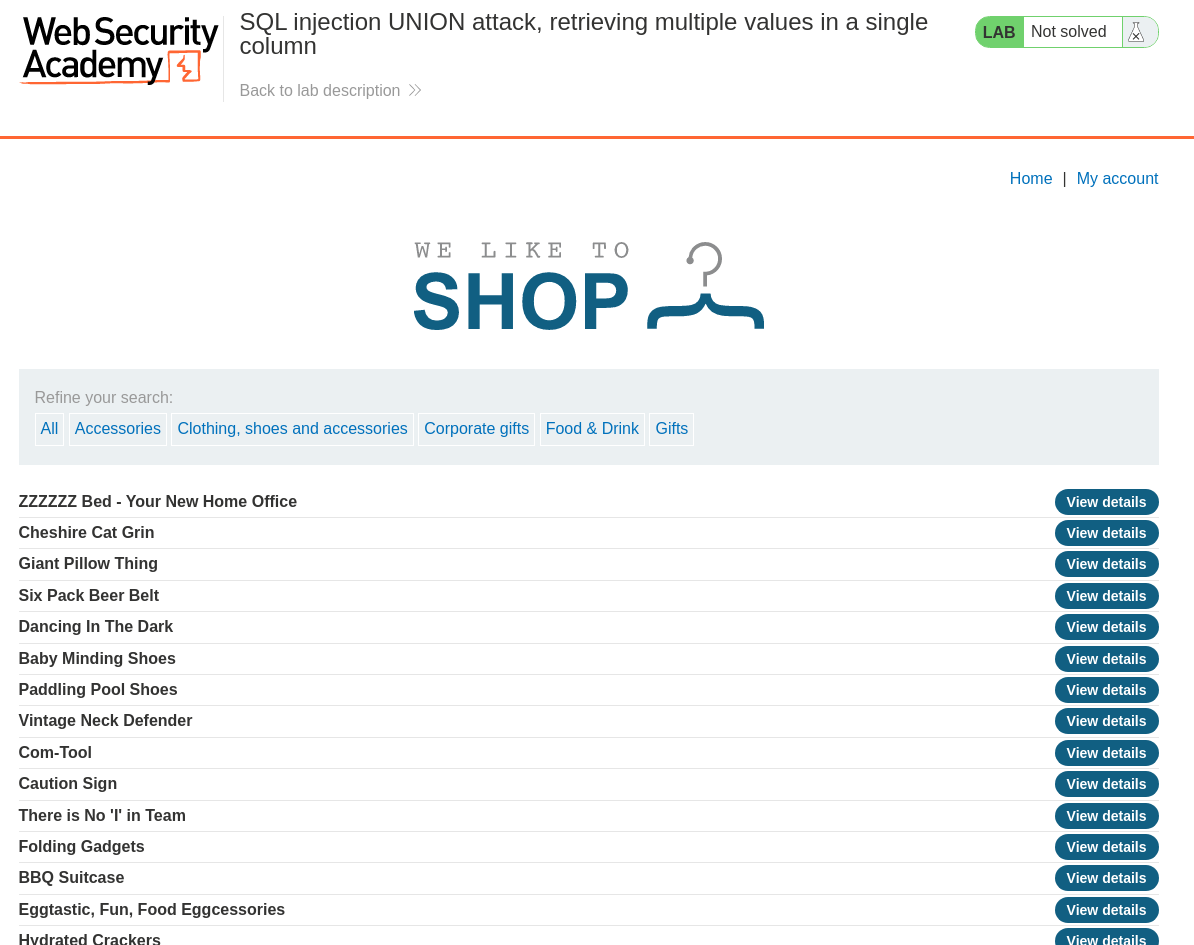 Web Security
Academy
SQL injection UNION attack, retrieving multiple values in a single
column
Back to lab description
LAB Not solved
Home | My account
WE LIKE TO
SHOP
Refine your search:
All Accessories Clothing, shoes and accessories Corporate gifts Food & Drink Gifts
ZZZZZZ Bed - Your New Home Office View details
Cheshire Cat Grin View details
Giant Pillow Thing View details
Six Pack Beer Belt View details
Dancing In The Dark View details
Baby Minding Shoes View details
Paddling Pool Shoes View details
Vintage Neck Defender View details
Com-Tool View details
Caution Sign View details
There is No 'I' in Team View details
Folding Gadgets View details
BBQ Suitcase View details
Eggtastic, Fun, Food Eggcessories View details
Hydrated Crackers View details